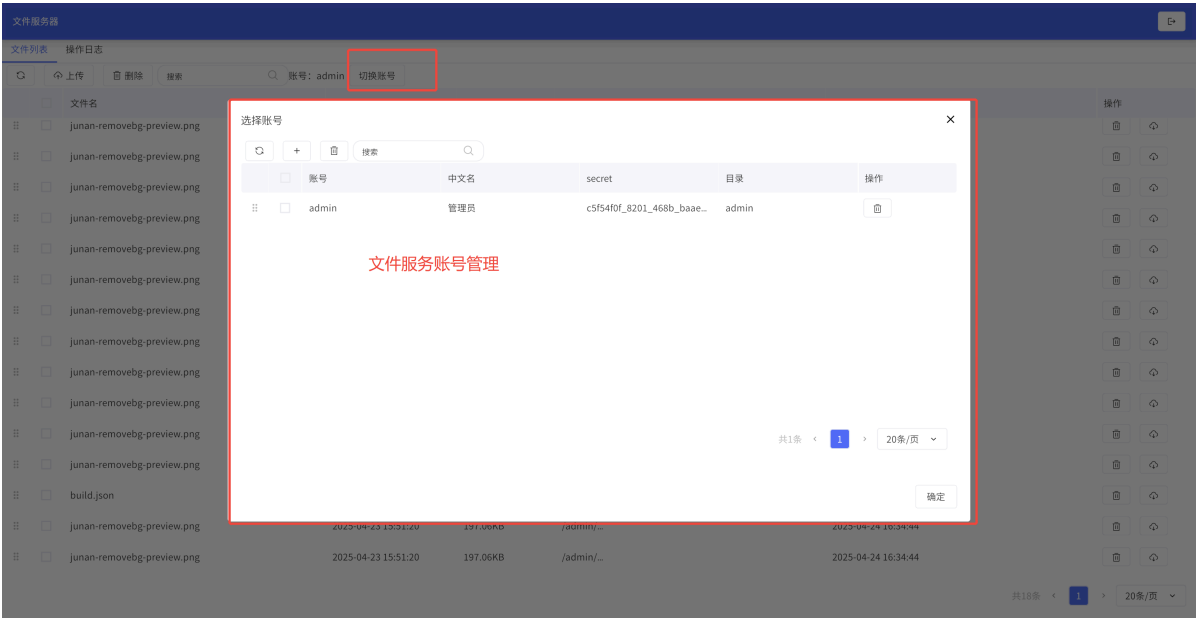 文件服务器
文件列表 操作日志
上传 删除 搜索 账号：admin 切换账号
文件名 操作
junan-removebg-preview.png
选择账号
junan-removebg-preview.png
搜索
junan-removebg-preview.png
账号 中文名 secret 目录 操作
junan-removebg-preview.png
admin 管理员 c5f54f0f_8201_468b_baae... admin
junan-removebg-preview.png
文件服务账号管理
junan-removebg-preview.png
junan-removebg-preview.png
junan-removebg-preview.png
junan-removebg-preview.png
junan-removebg-preview.png
junan-removebg-preview.png
共1条 1 20条/页
junan-removebg-preview.png
build.json
确定
junan-removebg-preview.png 2025-04-23 15:51:20 197.06KB /admin/... 2025-04-24 16:34:44
junan-removebg-preview.png 2025-04-23 15:51:20 197.06KB /admin/... 2025-04-24 16:34:44
共18条 1 20条/页